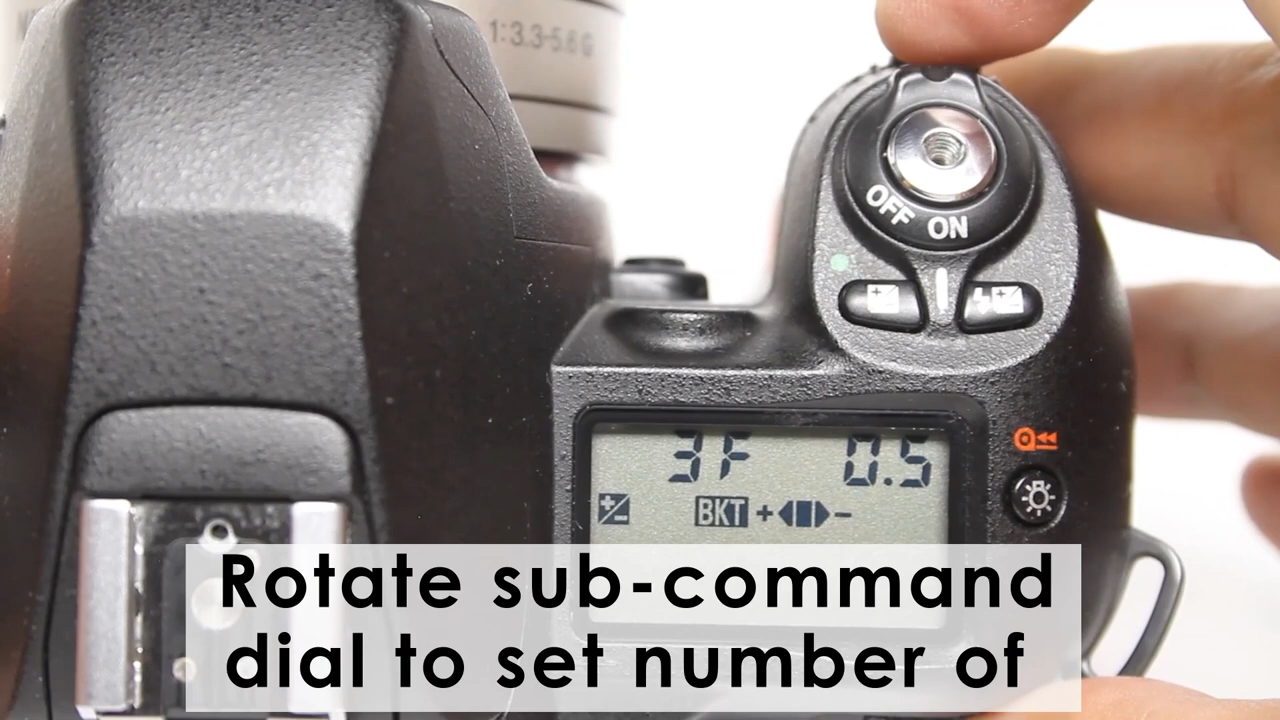 1:3.3-5.6 G
OFF ON
3F 0.5
BKT + -
Rotate sub-command
dial to set number of